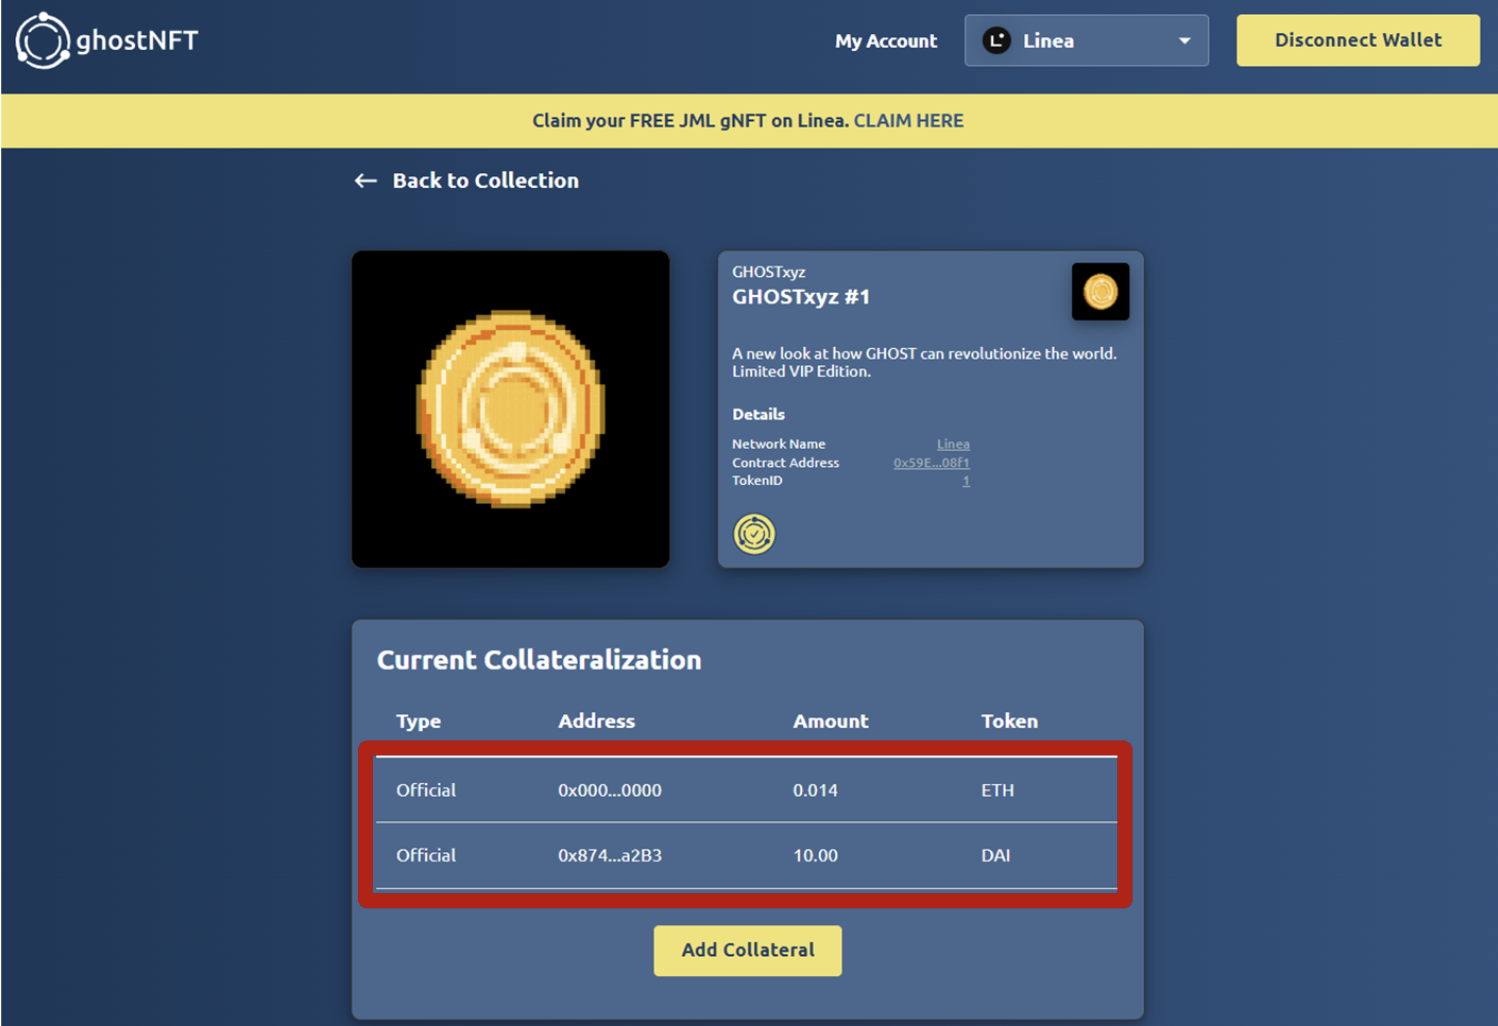 ghostNFT
My Account
Linea
Disconnect Wallet
Claim your FREE JML gNFT on Linea. CLAIM HERE
← Back to Collection
GHOSTxyz
GHOSTxyz #1
A new look at how GHOST can revolutionize the world.
Limited VIP Edition.
Details
Network Name Linea
Contract Address 0x59E...08f1
TokenID 1
Current Collateralization
Type Address Amount Token
Official 0x000...0000 0.014 ETH
Official 0x874...a2B3 10.00 DAI
Add Collateral